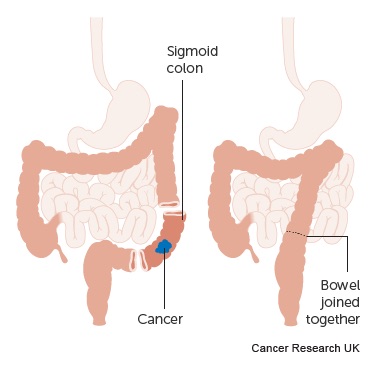 Sigmoid
colon
Cancer
Bowel
joined
together
Cancer Research UK